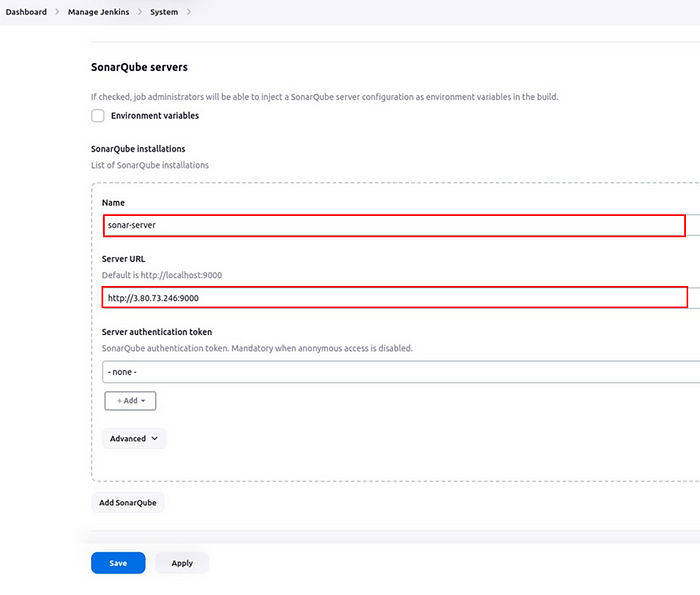 Dashboard > Manage Jenkins > System >
SonarQube servers
If checked, job administrators will be able to inject a SonarQube server configuration as environment variables in the build.
Environment variables
SonarQube installations
List of SonarQube installations
Name
sonar-server
Server URL
Default is http://localhost:9000
http://3.80.73.246:9000
Server authentication token
SonarQube authentication token. Mandatory when anonymous access is disabled.
- none -
+ Add
Advanced
Add SonarQube
Save Apply